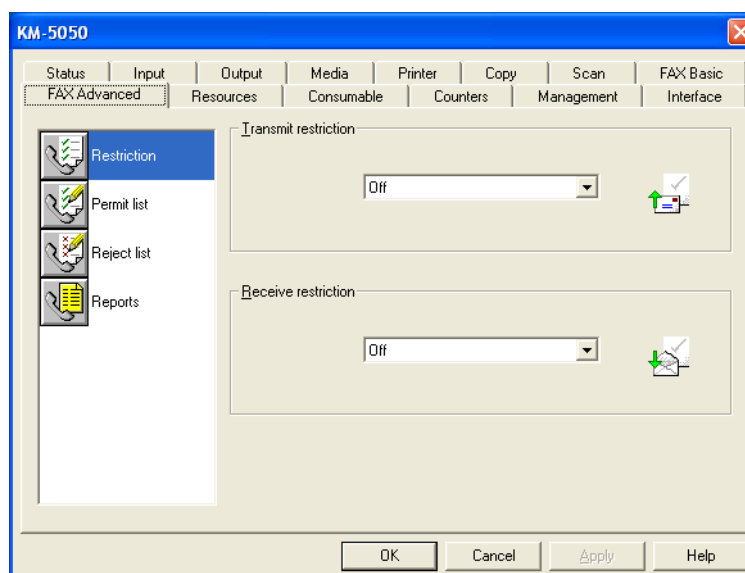 KM-5050
Status Input Output Media Printer Copy Scan FAX Basic
FAX Advanced Resources Consumable Counters Management Interface
Restriction
Permit list
Reject list
Reports
Transmit restriction
Off
Receive restriction
Off
OK Cancel Apply Help